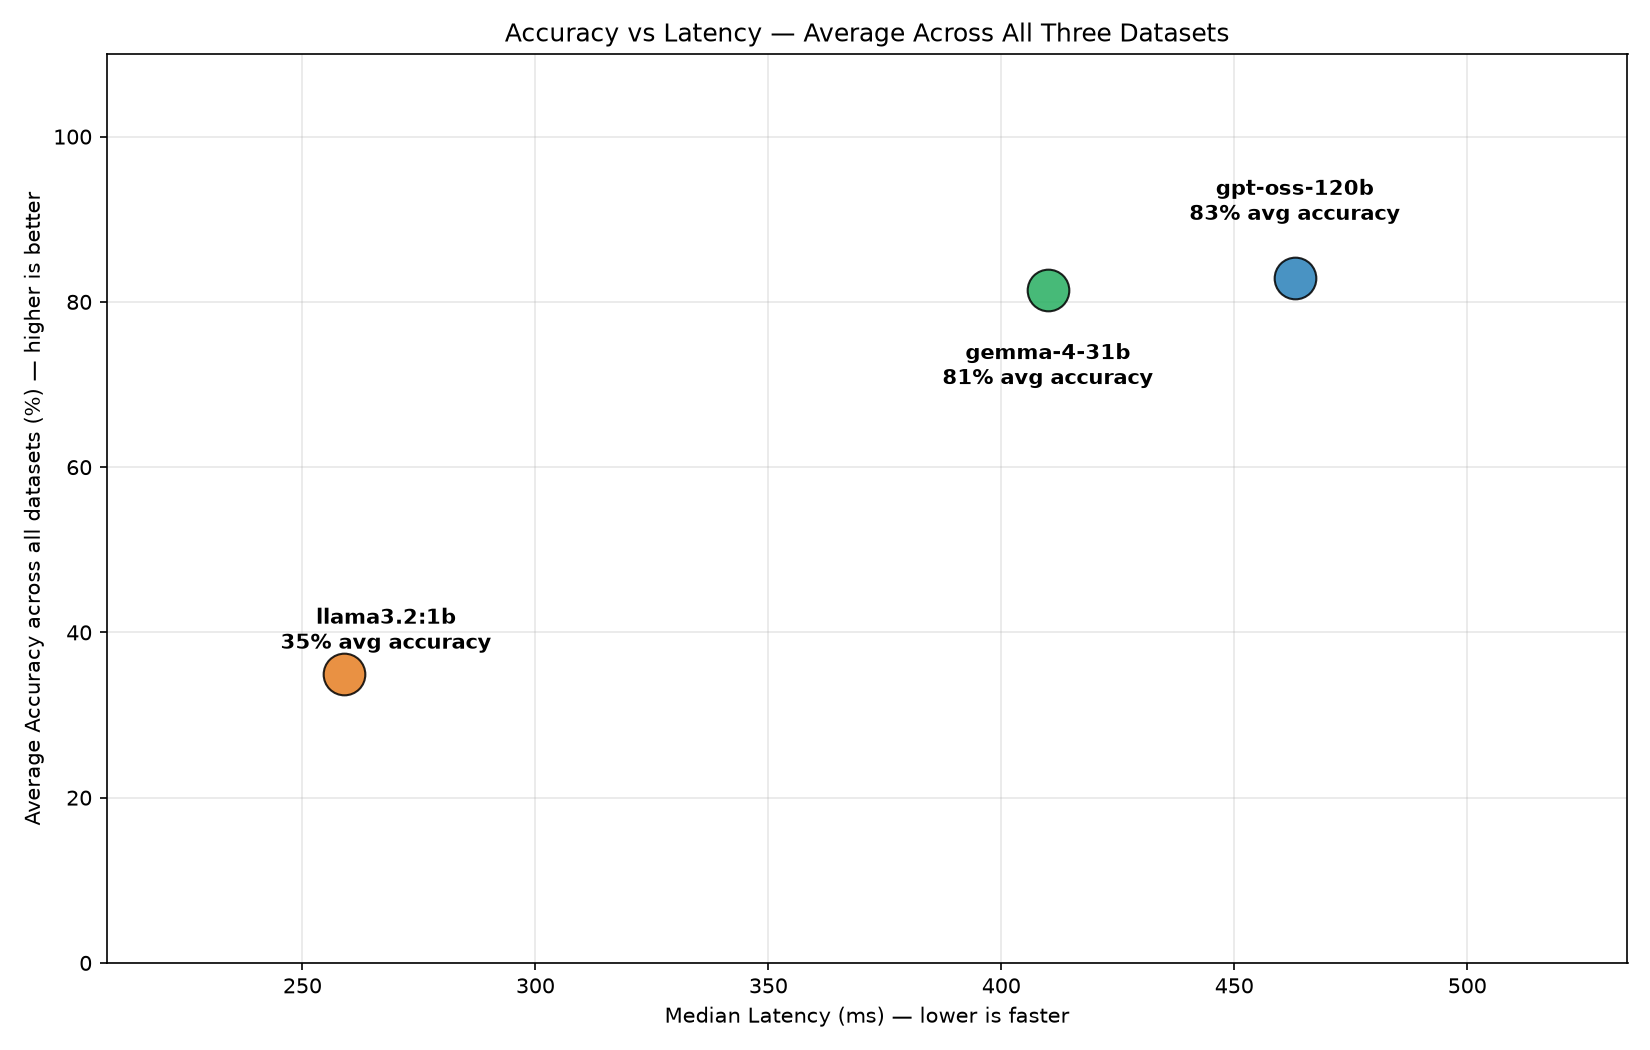 Accuracy vs Latency — Average Across All Three Datasets
Average Accuracy across all datasets (%) — higher is better
100
80
60
40
20
0
gpt-oss-120b
83% avg accuracy
gemma-4-31b
81% avg accuracy
llama3.2:1b
35% avg accuracy
250 300 350 400 450 500
Median Latency (ms) — lower is faster